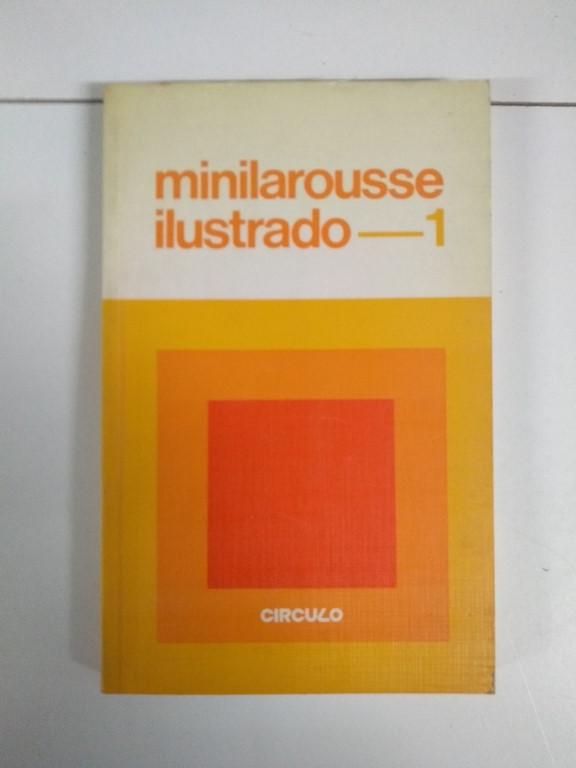 minilarousse
ilustrado — 1
CIRCULO